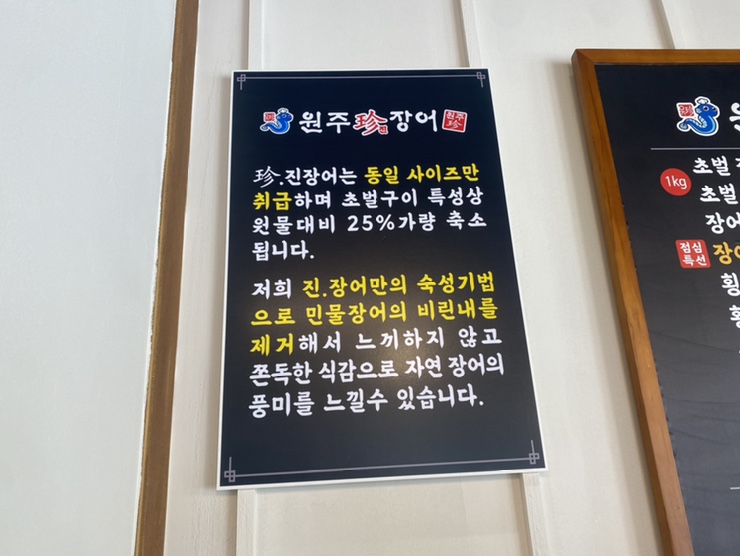 원주珍진장어 원주珍
珍.진장어는 동일 사이즈만
취급하며 초벌구이 특성상
원물대비 25%가량 축소
됩니다.
저희 진.장어만의 숙성기법
으로 민물장어의 비린내를
제거해서 느끼하지 않고
쫀독한 식감으로 자연 장어의
풍미를 느낄수 있습니다.
1kg
초벌
초벌
장어
점심
특선